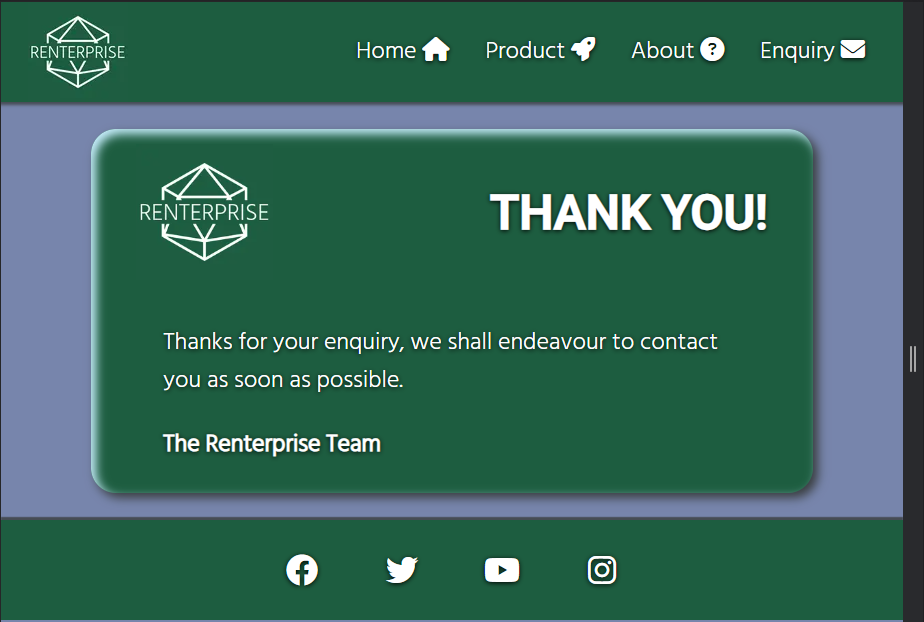 RENTERPRISE
Home Product About Enquiry
RENTERPRISE
THANK YOU!
Thanks for your enquiry, we shall endeavour to contact
you as soon as possible.
The Renterprise Team